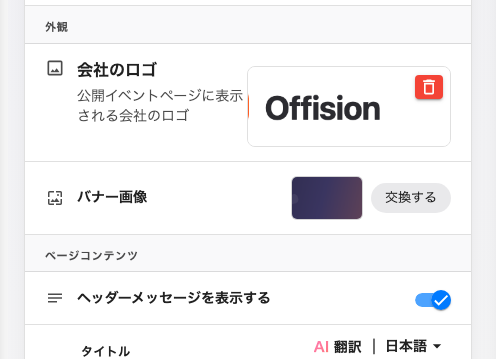 外観
会社のロゴ
公開イベントページに表示
される会社のロゴ
Offision
バナー画像
交換する
ページコンテンツ
ヘッダーメッセージを表示する
タイトル
AI 翻訳 | 日本語